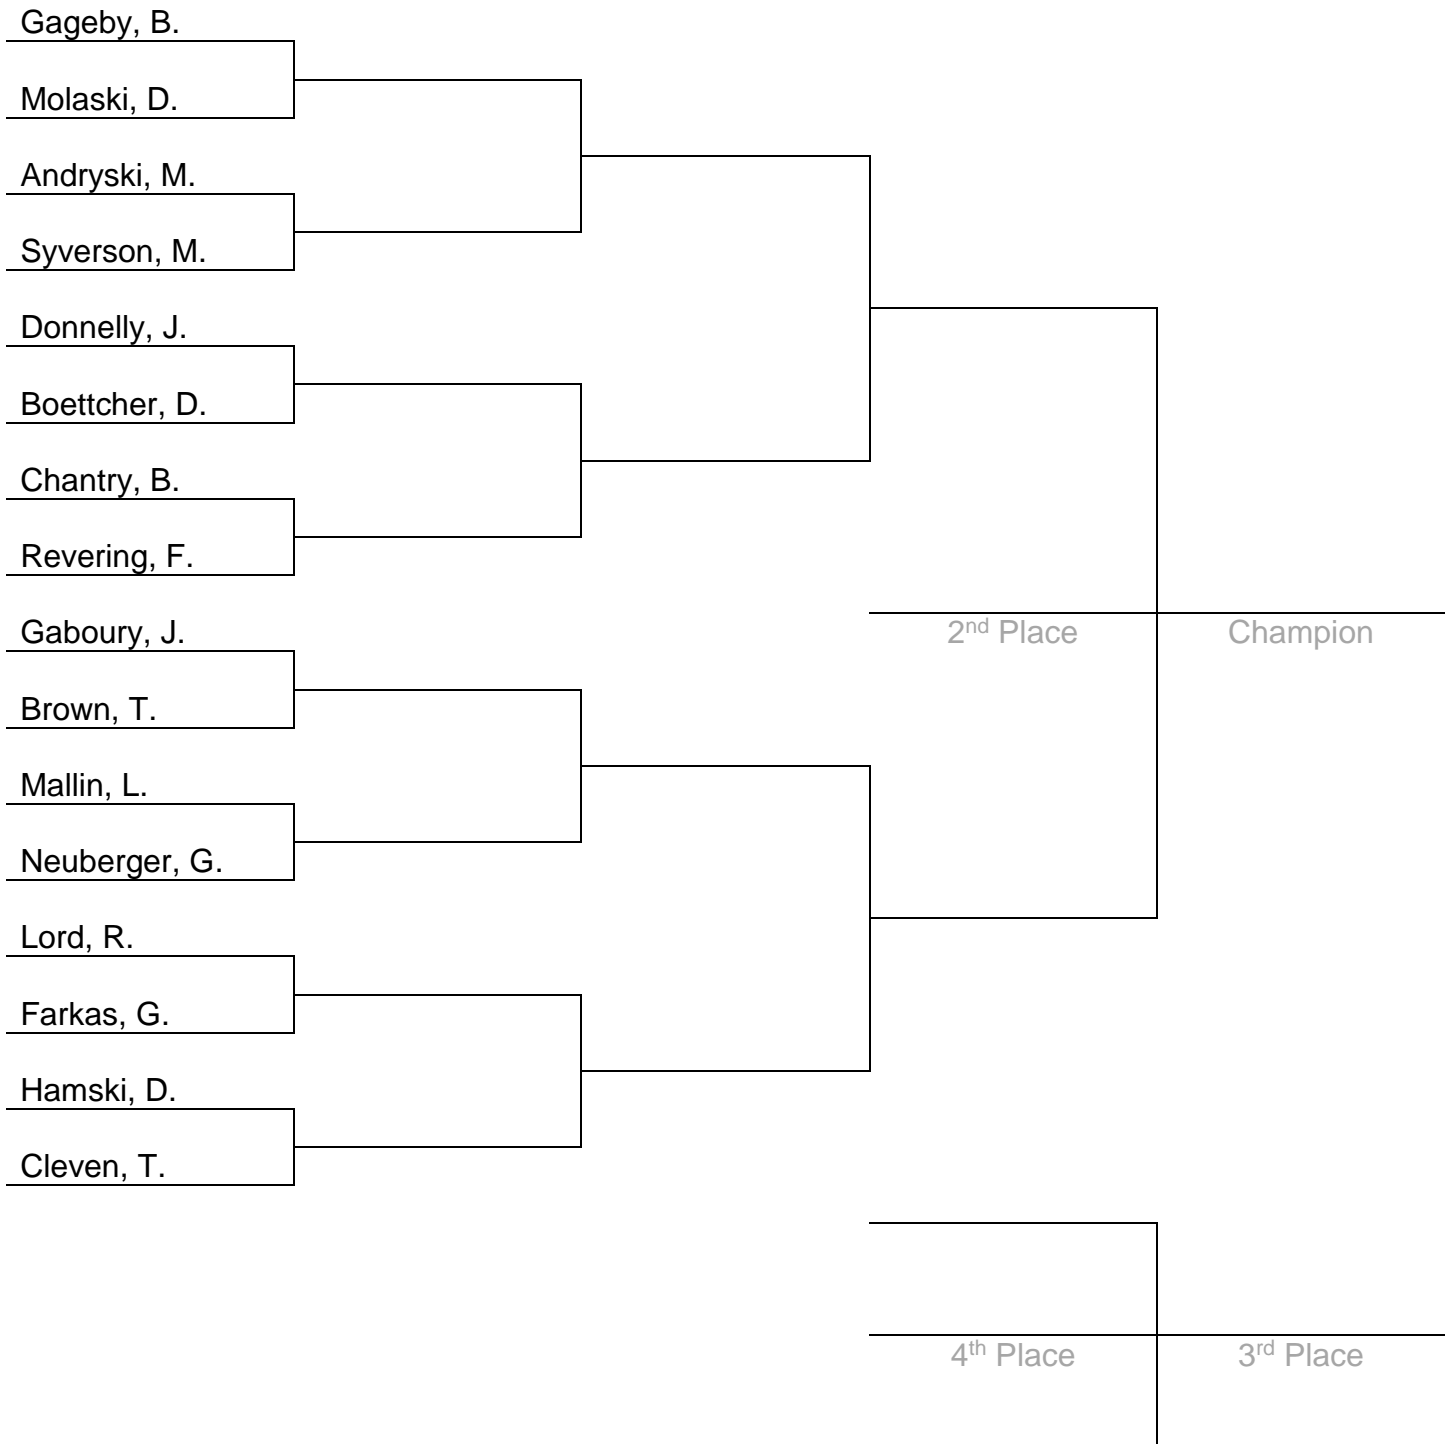 Gageby, B.
Molaski, D.
Andryski, M.
Syverson, M.
Donnelly, J.
Boettcher, D.
Chantry, B.
Revering, F.
Gaboury, J.
2nd Place
Champion
Brown, T.
Mallin, L.
Neuberger, G.
Lord, R.
Farkas, G.
Hamski, D.
Cleven, T.
4th Place
3rd Place